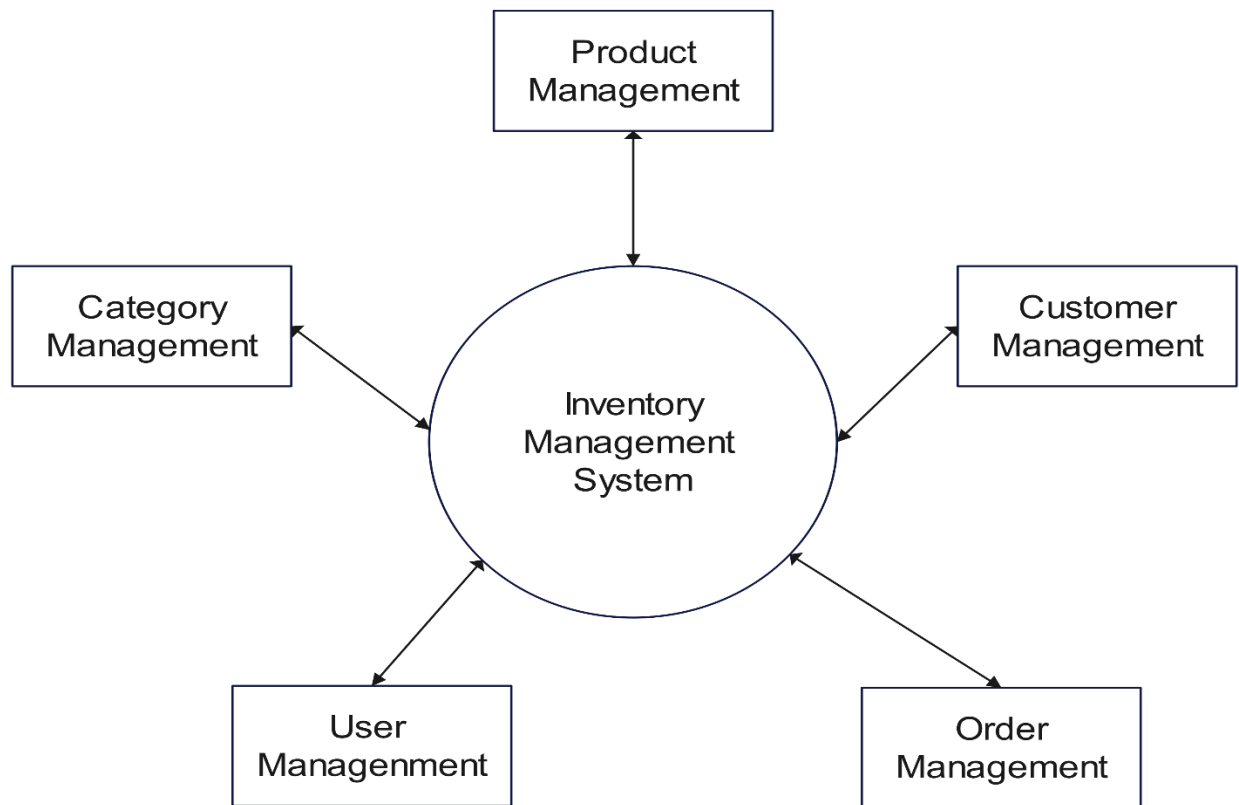 Product
Management
Category
Management
Customer
Management
Inventory
Management
System
User
Managenment
Order
Management